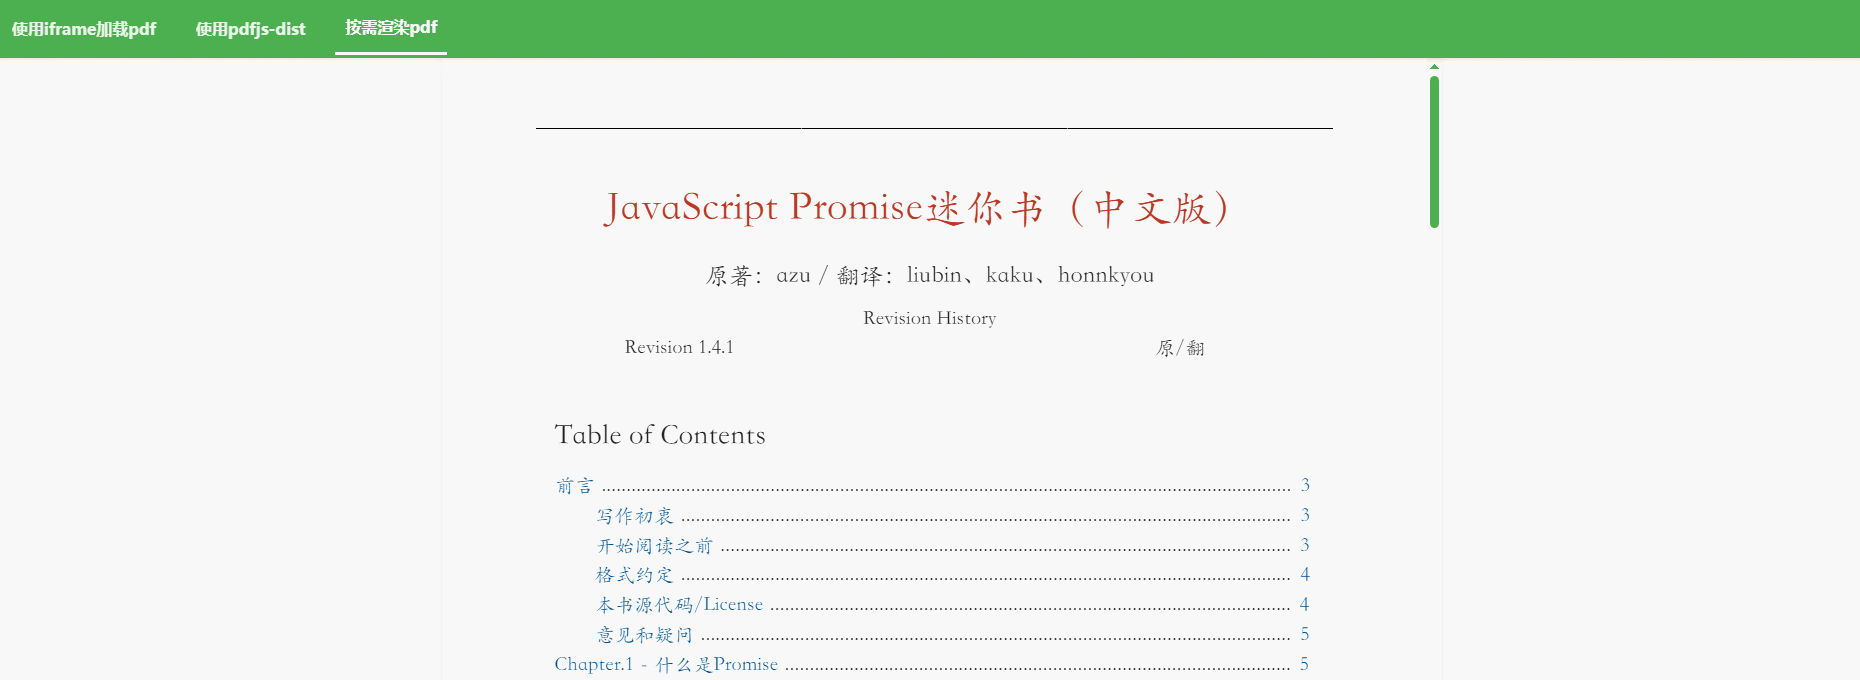 使用iframe加载pdf 使用pdfjs-dist 按需渲染pdf
JavaScript Promise迷你书（中文版）
原著：azu / 翻译：liubin、kaku、honnkyou
Revision History
Revision 1.4.1 原/翻
Table of Contents
前言 ........................................................................ 3
写作初衷 ........................................................................ 3
开始阅读之前 ........................................................................ 3
格式约定 ........................................................................ 4
本书源代码/License ........................................................................ 4
意见和疑问 ........................................................................ 5
Chapter.1 - 什么是Promise ........................................................................ 5